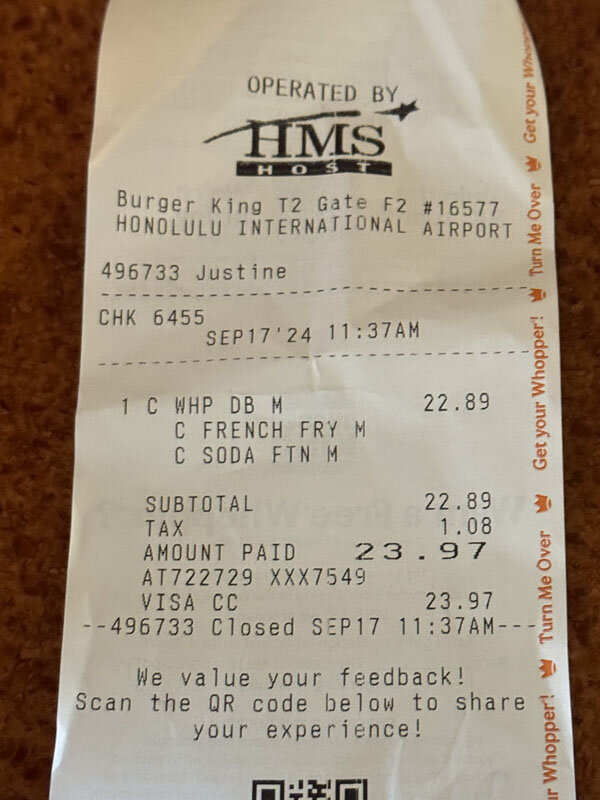 OPERATED BY
HMS
HOST
Burger King T2 Gate F2 #16577
HONOLULU INTERNATIONAL AIRPORT
496733 Justine
CHK 6455
SEP17'24 11:37AM
1 C WHP DB M 22.89
C FRENCH FRY M
C SODA FTN M
SUBTOTAL 22.89
TAX 1.08
AMOUNT PAID 23.97
AT722729 XXX7549
VISA CC 23.97
--496733 Closed SEP17 11:37AM---
We value your feedback!
Scan the QR code below to share
your experience!
Whopper! Turn Me Over Get your Whopper! Turn Me Over Get your